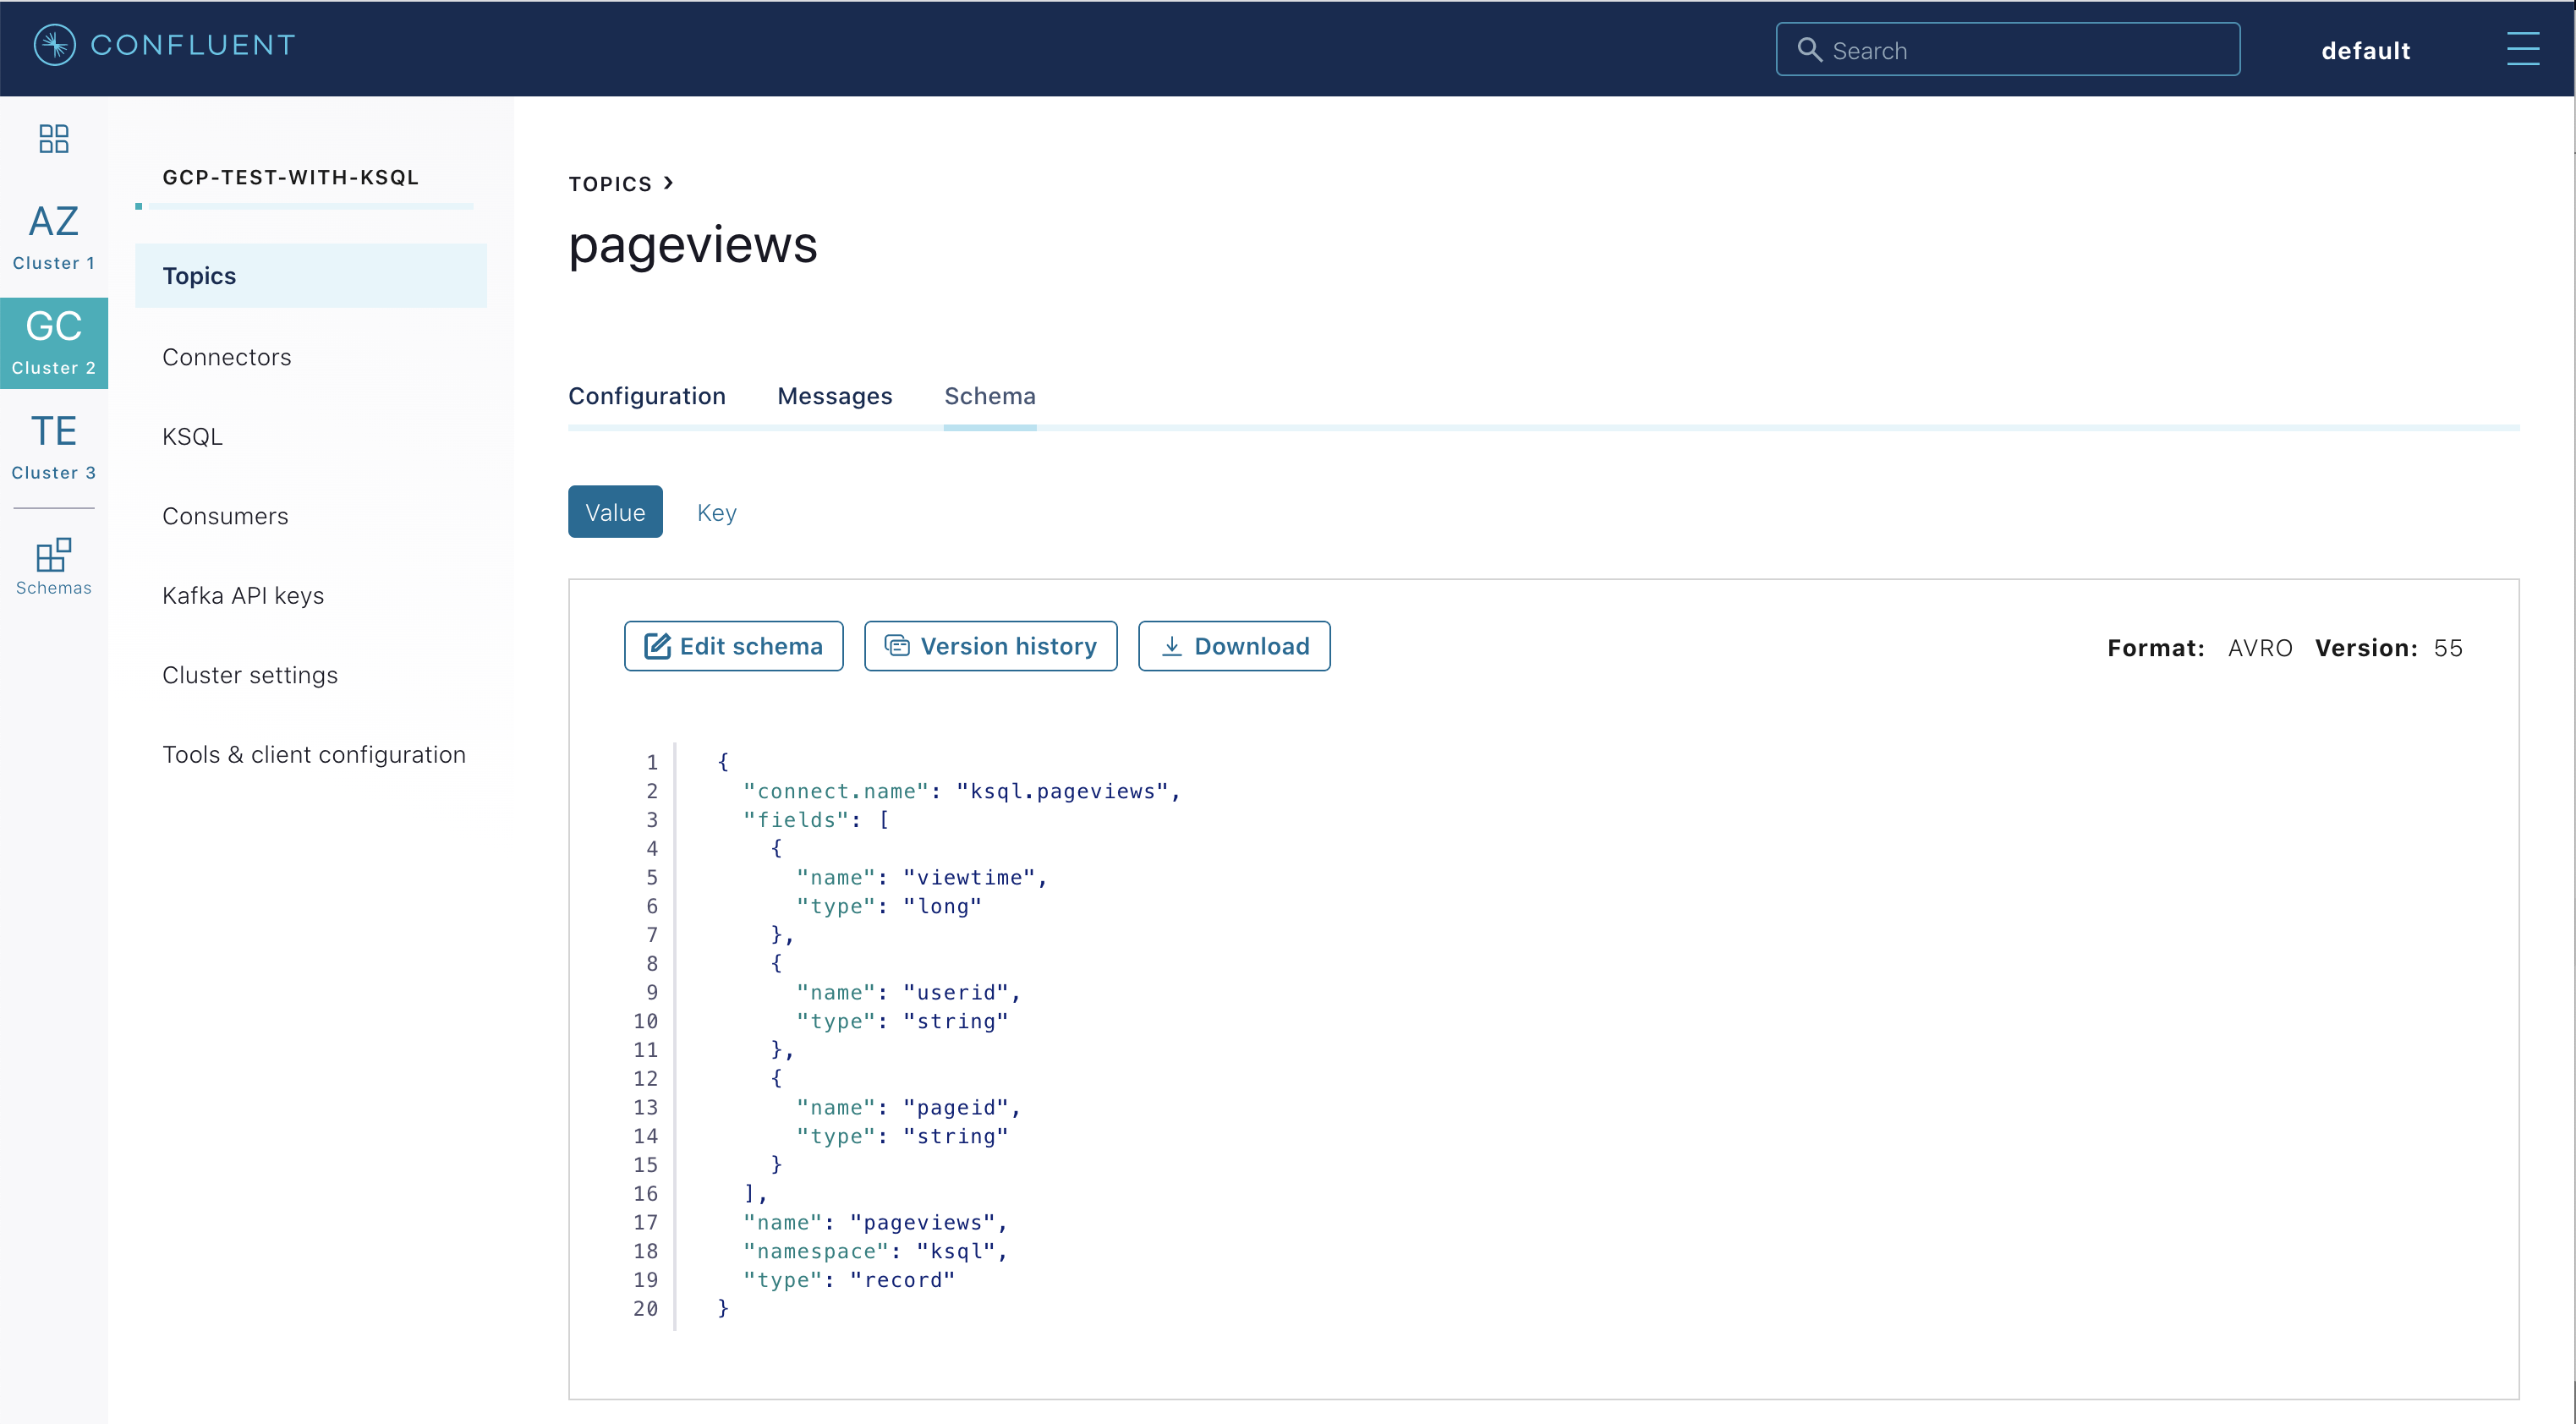 CONFLUENT
Search
default
AZ
Cluster 1
GC
Cluster 2
TE
Cluster 3
Schemas
GCP-TEST-WITH-KSQL
Topics
Connectors
KSQL
Consumers
Kafka API keys
Cluster settings
Tools & client configuration
TOPICS >
pageviews
Configuration Messages Schema
Value Key
Edit schema Version history Download Format: AVRO Version: 55
1 {
2   "connect.name": "ksql.pageviews",
3   "fields": [
4     {
5       "name": "viewtime",
6       "type": "long"
7     },
8     {
9       "name": "userid",
10       "type": "string"
11     },
12     {
13       "name": "pageid",
14       "type": "string"
15     }
16   ],
17   "name": "pageviews",
18   "namespace": "ksql",
19   "type": "record"
20 }